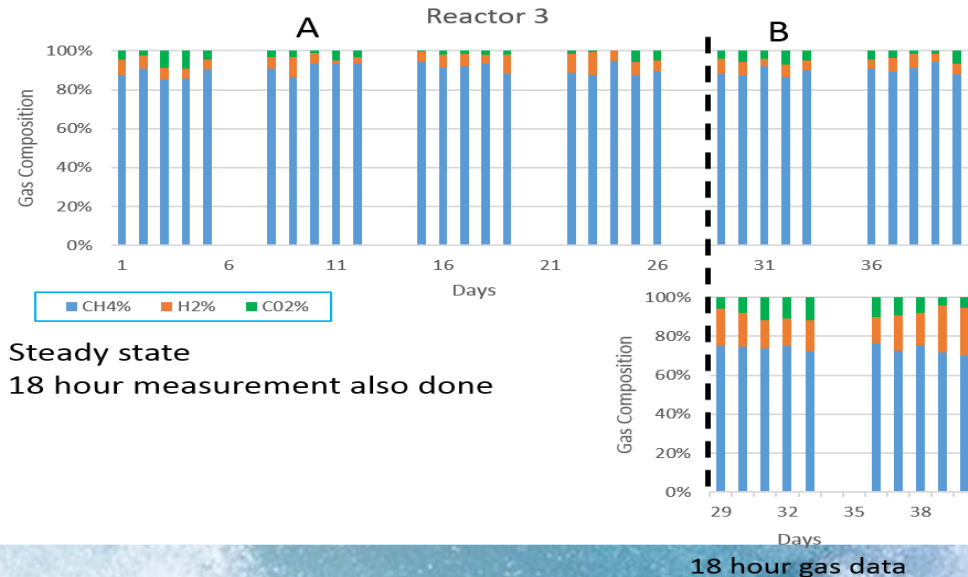 Reactor 3
A
B
100%
80%
60%
40%
20%
0%
Gas Composition
1 6 11 16 21 26 31 36
Days
CH4% H2% C02%
Steady state
18 hour measurement also done
100%
80%
60%
40%
20%
0%
Gas Composition
29 32 35 38
Days
18 hour gas data